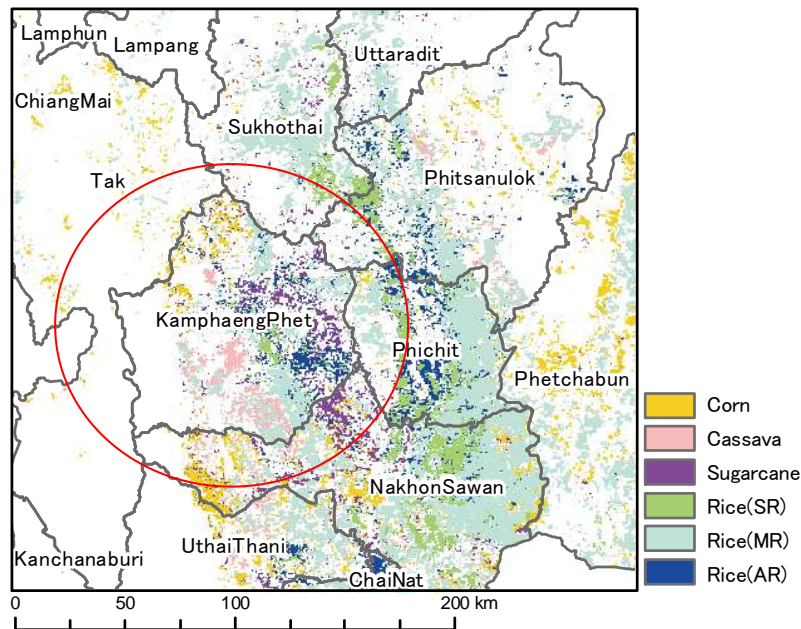 Lamphun
Lampang
Uttaradit
ChiangMai
Sukhothai
Tak
Phitsanulok
KamphaengPhet
Phichit
Phetchabun
NakhonSawan
Kanchanaburi
UthaiThani
ChaiNat
Corn
Cassava
Sugarcane
Rice(SR)
Rice(MR)
Rice(AR)
0 50 100 200 km